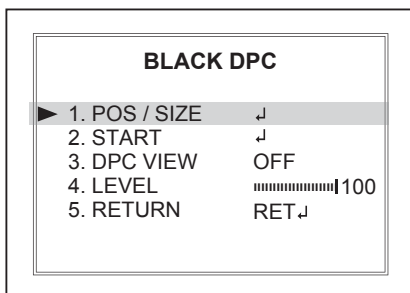 BLACK DPC
► 1. POS / SIZE ↲
2. START ↲
3. DPC VIEW OFF
4. LEVEL 100
5. RETURN RET↲